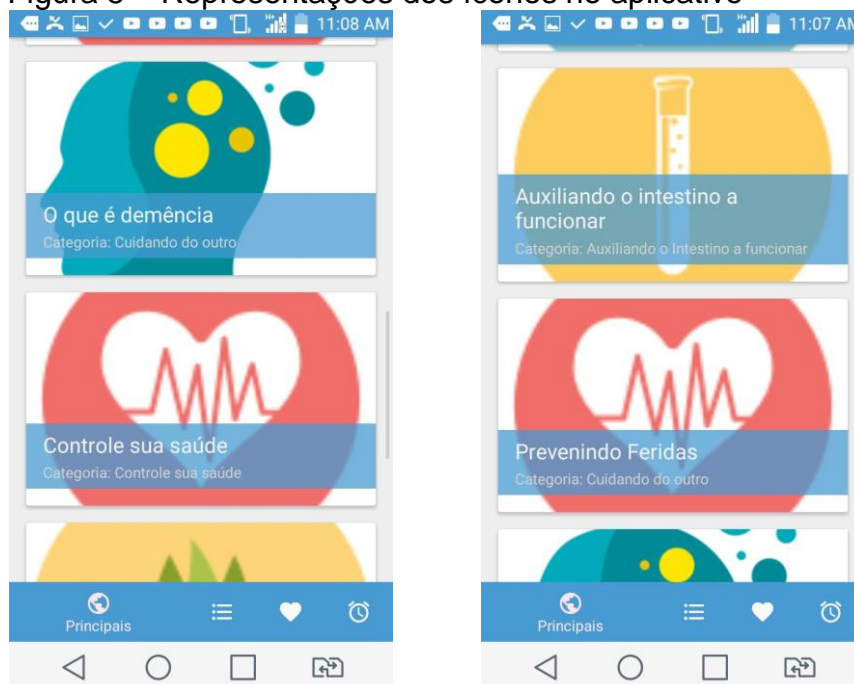 11:08 AM
O que é demência
Categoria: Cuidando do outro
Controle sua saúde
Categoria: Controle sua saúde
Principais
11:07 AM
Auxiliando o intestino a
funcionar
Categoria: Auxiliando o Intestino a funcionar
Prevenindo Feridas
Categoria: Cuidando do outro
Principais